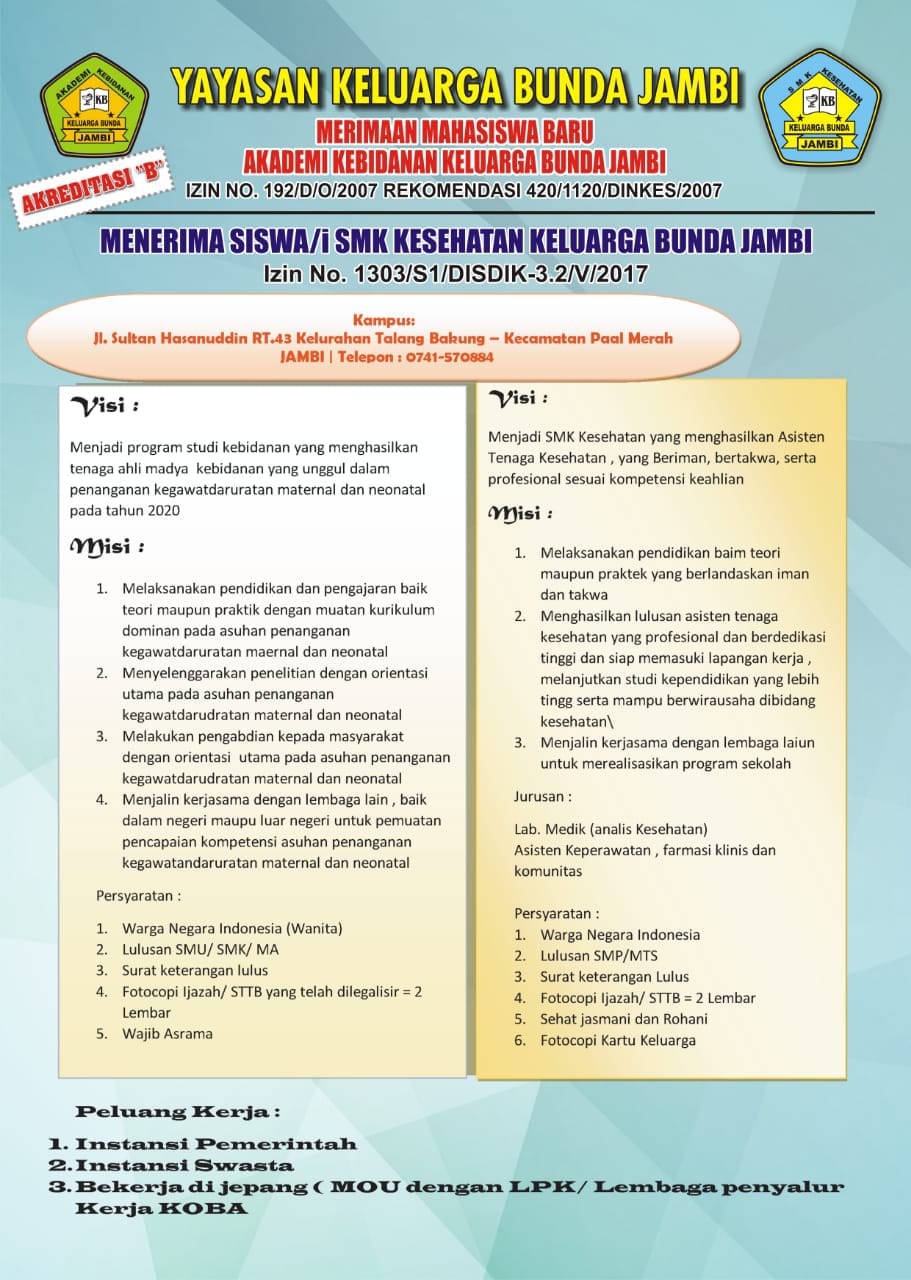 AKADEMI KEBIDANAN
KB
KELUARGA BUNDA
JAMBI
YAYASAN KELUARGA BUNDA JAMBI
SMK KESEHATAN
KB
KELUARGA BUNDA
JAMBI
MERIMAAN MAHASISWA BARU
AKADEMI KEBIDANAN KELUARGA BUNDA JAMBI
AKREDITASI "B"
IZIN NO. 192/D/O/2007 REKOMENDASI 420/1120/DINKES/2007
MENERIMA SISWA/i SMK KESEHATAN KELUARGA BUNDA JAMBI
Izin No. 1303/S1/DISDIK-3.2/V/2017
Kampus:
Jl. Sultan Hasanuddin RT.43 Kelurahan Talang Bakung – Kecamatan Paal Merah
JAMBI | Telepon : 0741-570884
Visi :
Menjadi program studi kebidanan yang menghasilkan
tenaga ahli madya kebidanan yang unggul dalam
penanganan kegawatdaruratan maternal dan neonatal
pada tahun 2020
Misi :
1. Melaksanakan pendidikan dan pengajaran baik
teori maupun praktik dengan muatan kurikulum
dominan pada asuhan penanganan
kegawatdaruratan maernal dan neonatal
2. Menyelenggarakan penelitian dengan orientasi
utama pada asuhan penanganan
kegawatdarudratan maternal dan neonatal
3. Melakukan pengabdian kepada masyarakat
dengan orientasi utama pada asuhan penanganan
kegawatdarudratan maternal dan neonatal
4. Menjalin kerjasama dengan lembaga lain , baik
dalam negeri maupu luar negeri untuk pemuatan
pencapaian kompetensi asuhan penanganan
kegawatandaruratan maternal dan neonatal
Persyaratan :
1. Warga Negara Indonesia (Wanita)
2. Lulusan SMU/ SMK/ MA
3. Surat keterangan lulus
4. Fotocopi Ijazah/ STTB yang telah dilegalisir = 2
Lembar
5. Wajib Asrama
Visi :
Menjadi SMK Kesehatan yang menghasilkan Asisten
Tenaga Kesehatan , yang Beriman, bertakwa, serta
profesional sesuai kompetensi keahlian
Misi :
1. Melaksanakan pendidikan baim teori
maupun praktek yang berlandaskan iman
dan takwa
2. Menghasilkan lulusan asisten tenaga
kesehatan yang profesional dan berdedikasi
tinggi dan siap memasuki lapangan kerja ,
melanjutkan studi kependidikan yang lebih
tingg serta mampu berwirausaha dibidang
kesehatan\
3. Menjalin kerjasama dengan lembaga laiun
untuk merealisasikan program sekolah
Jurusan :
Lab. Medik (analis Kesehatan)
Asisten Keperawatan , farmasi klinis dan
komunitas
Persyaratan :
1. Warga Negara Indonesia
2. Lulusan SMP/MTS
3. Surat keterangan Lulus
4. Fotocopi Ijazah/ STTB = 2 Lembar
5. Sehat jasmani dan Rohani
6. Fotocopi Kartu Keluarga
Peluang Kerja :
1. Instansi Pemerintah
2. Instansi Swasta
3. Bekerja di jepang ( MOU dengan LPK/ Lembaga penyalur
Kerja KOBA